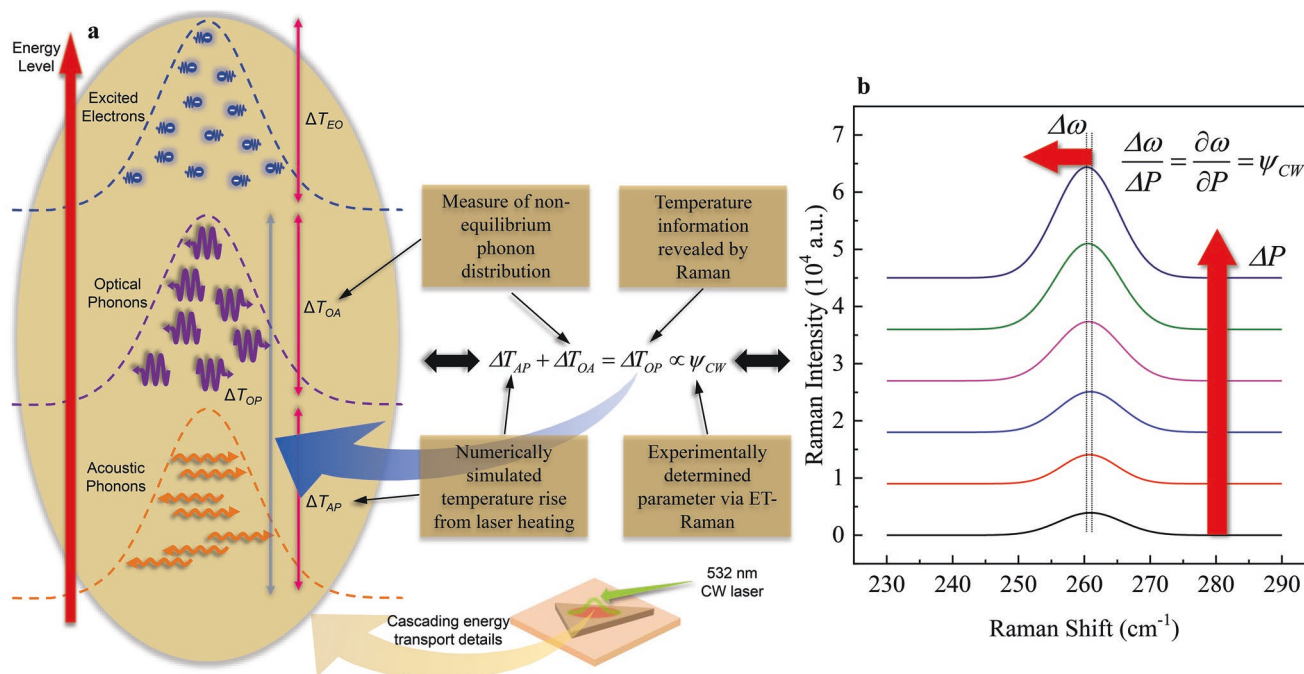 a
Energy
Level
Excited
Electrons
ΔT_EO
Optical
Phonons
ΔT_OA
ΔT_OP
Acoustic
Phonons
ΔT_AP
Measure of non-
equilibrium
phonon
distribution
Temperature
information
revealed by
Raman
ΔT_AP + ΔT_OA = ΔT_OP ∝ ψ_CW
Numerically
simulated
temperature rise
from laser heating
Experimentally
determined
parameter via ET-
Raman
532 nm
CW laser
Cascading energy
transport details
b
Δω
Δω/ΔP = ∂ω/∂P = ψ_CW
ΔP
Raman Intensity (10⁴ a.u.)
7
6
5
4
3
2
1
0
230 240 250 260 270 280 290
Raman Shift (cm⁻¹)